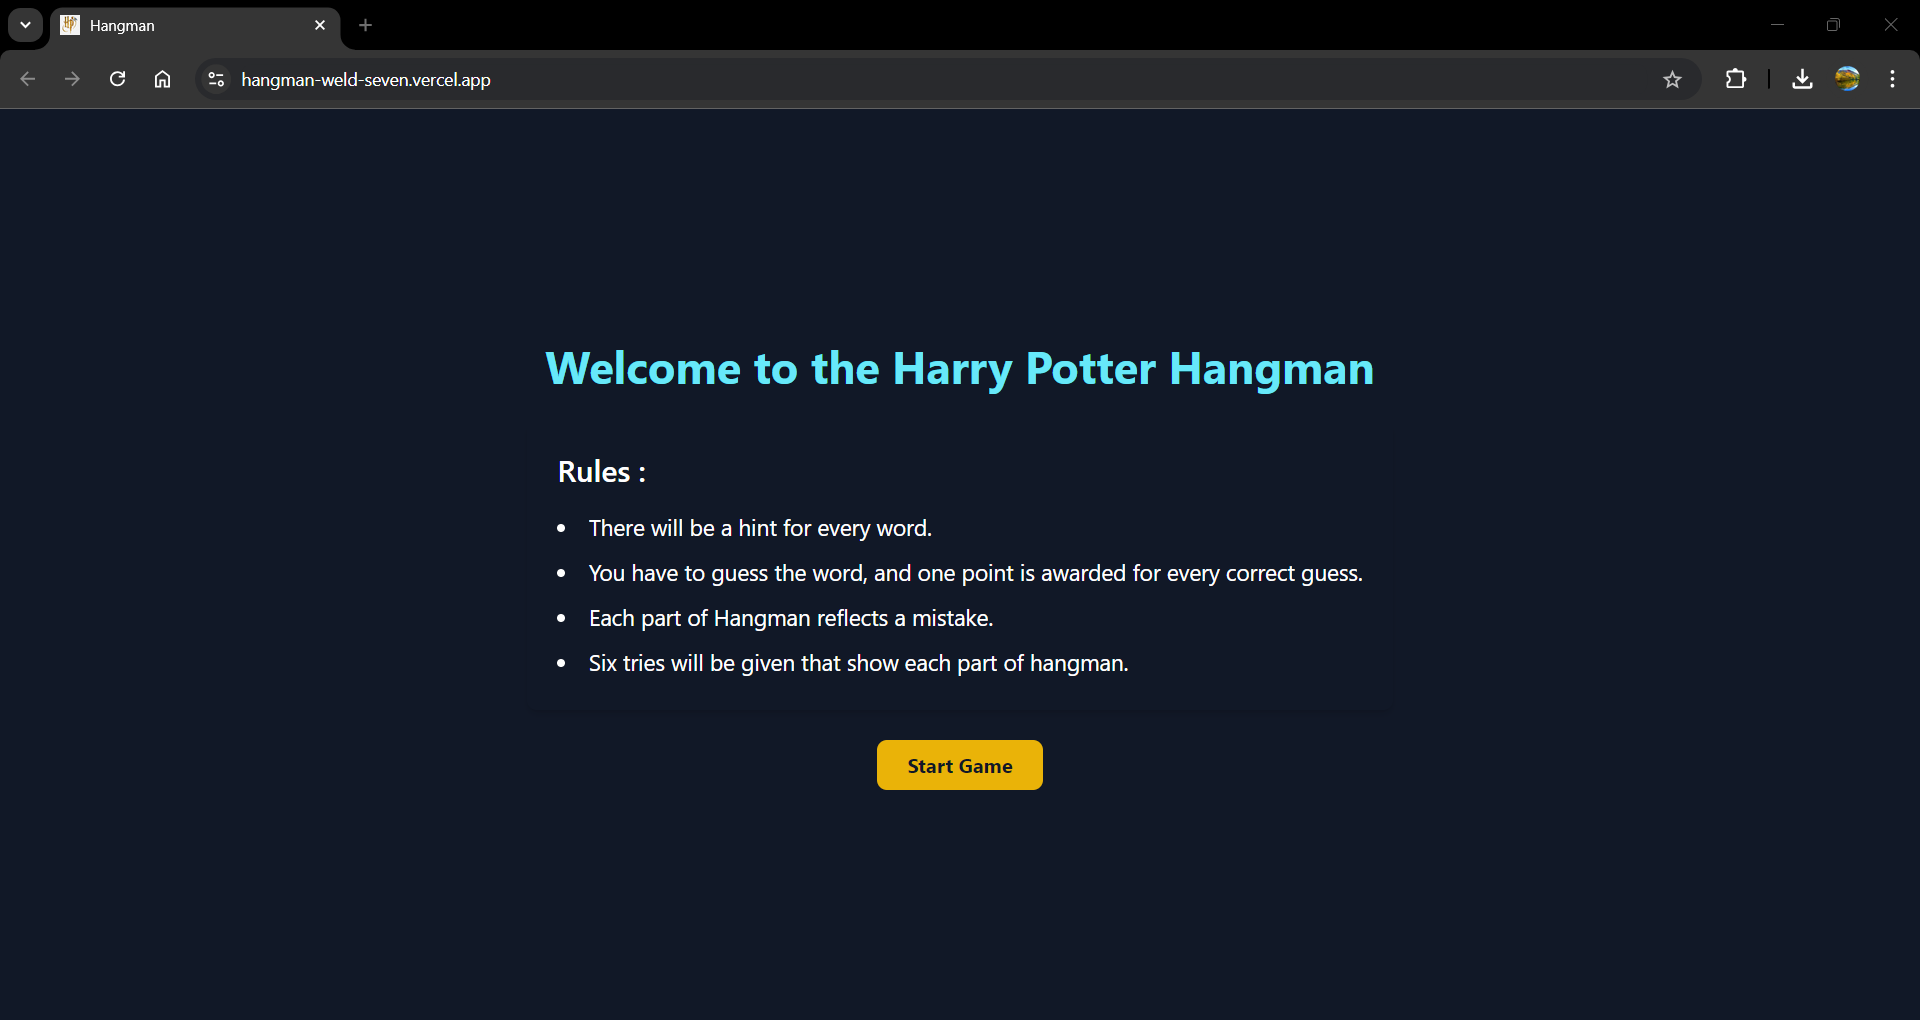 Hangman
hangman-weld-seven.vercel.app
Welcome to the Harry Potter Hangman
Rules :
There will be a hint for every word.
You have to guess the word, and one point is awarded for every correct guess.
Each part of Hangman reflects a mistake.
Six tries will be given that show each part of hangman.
Start Game